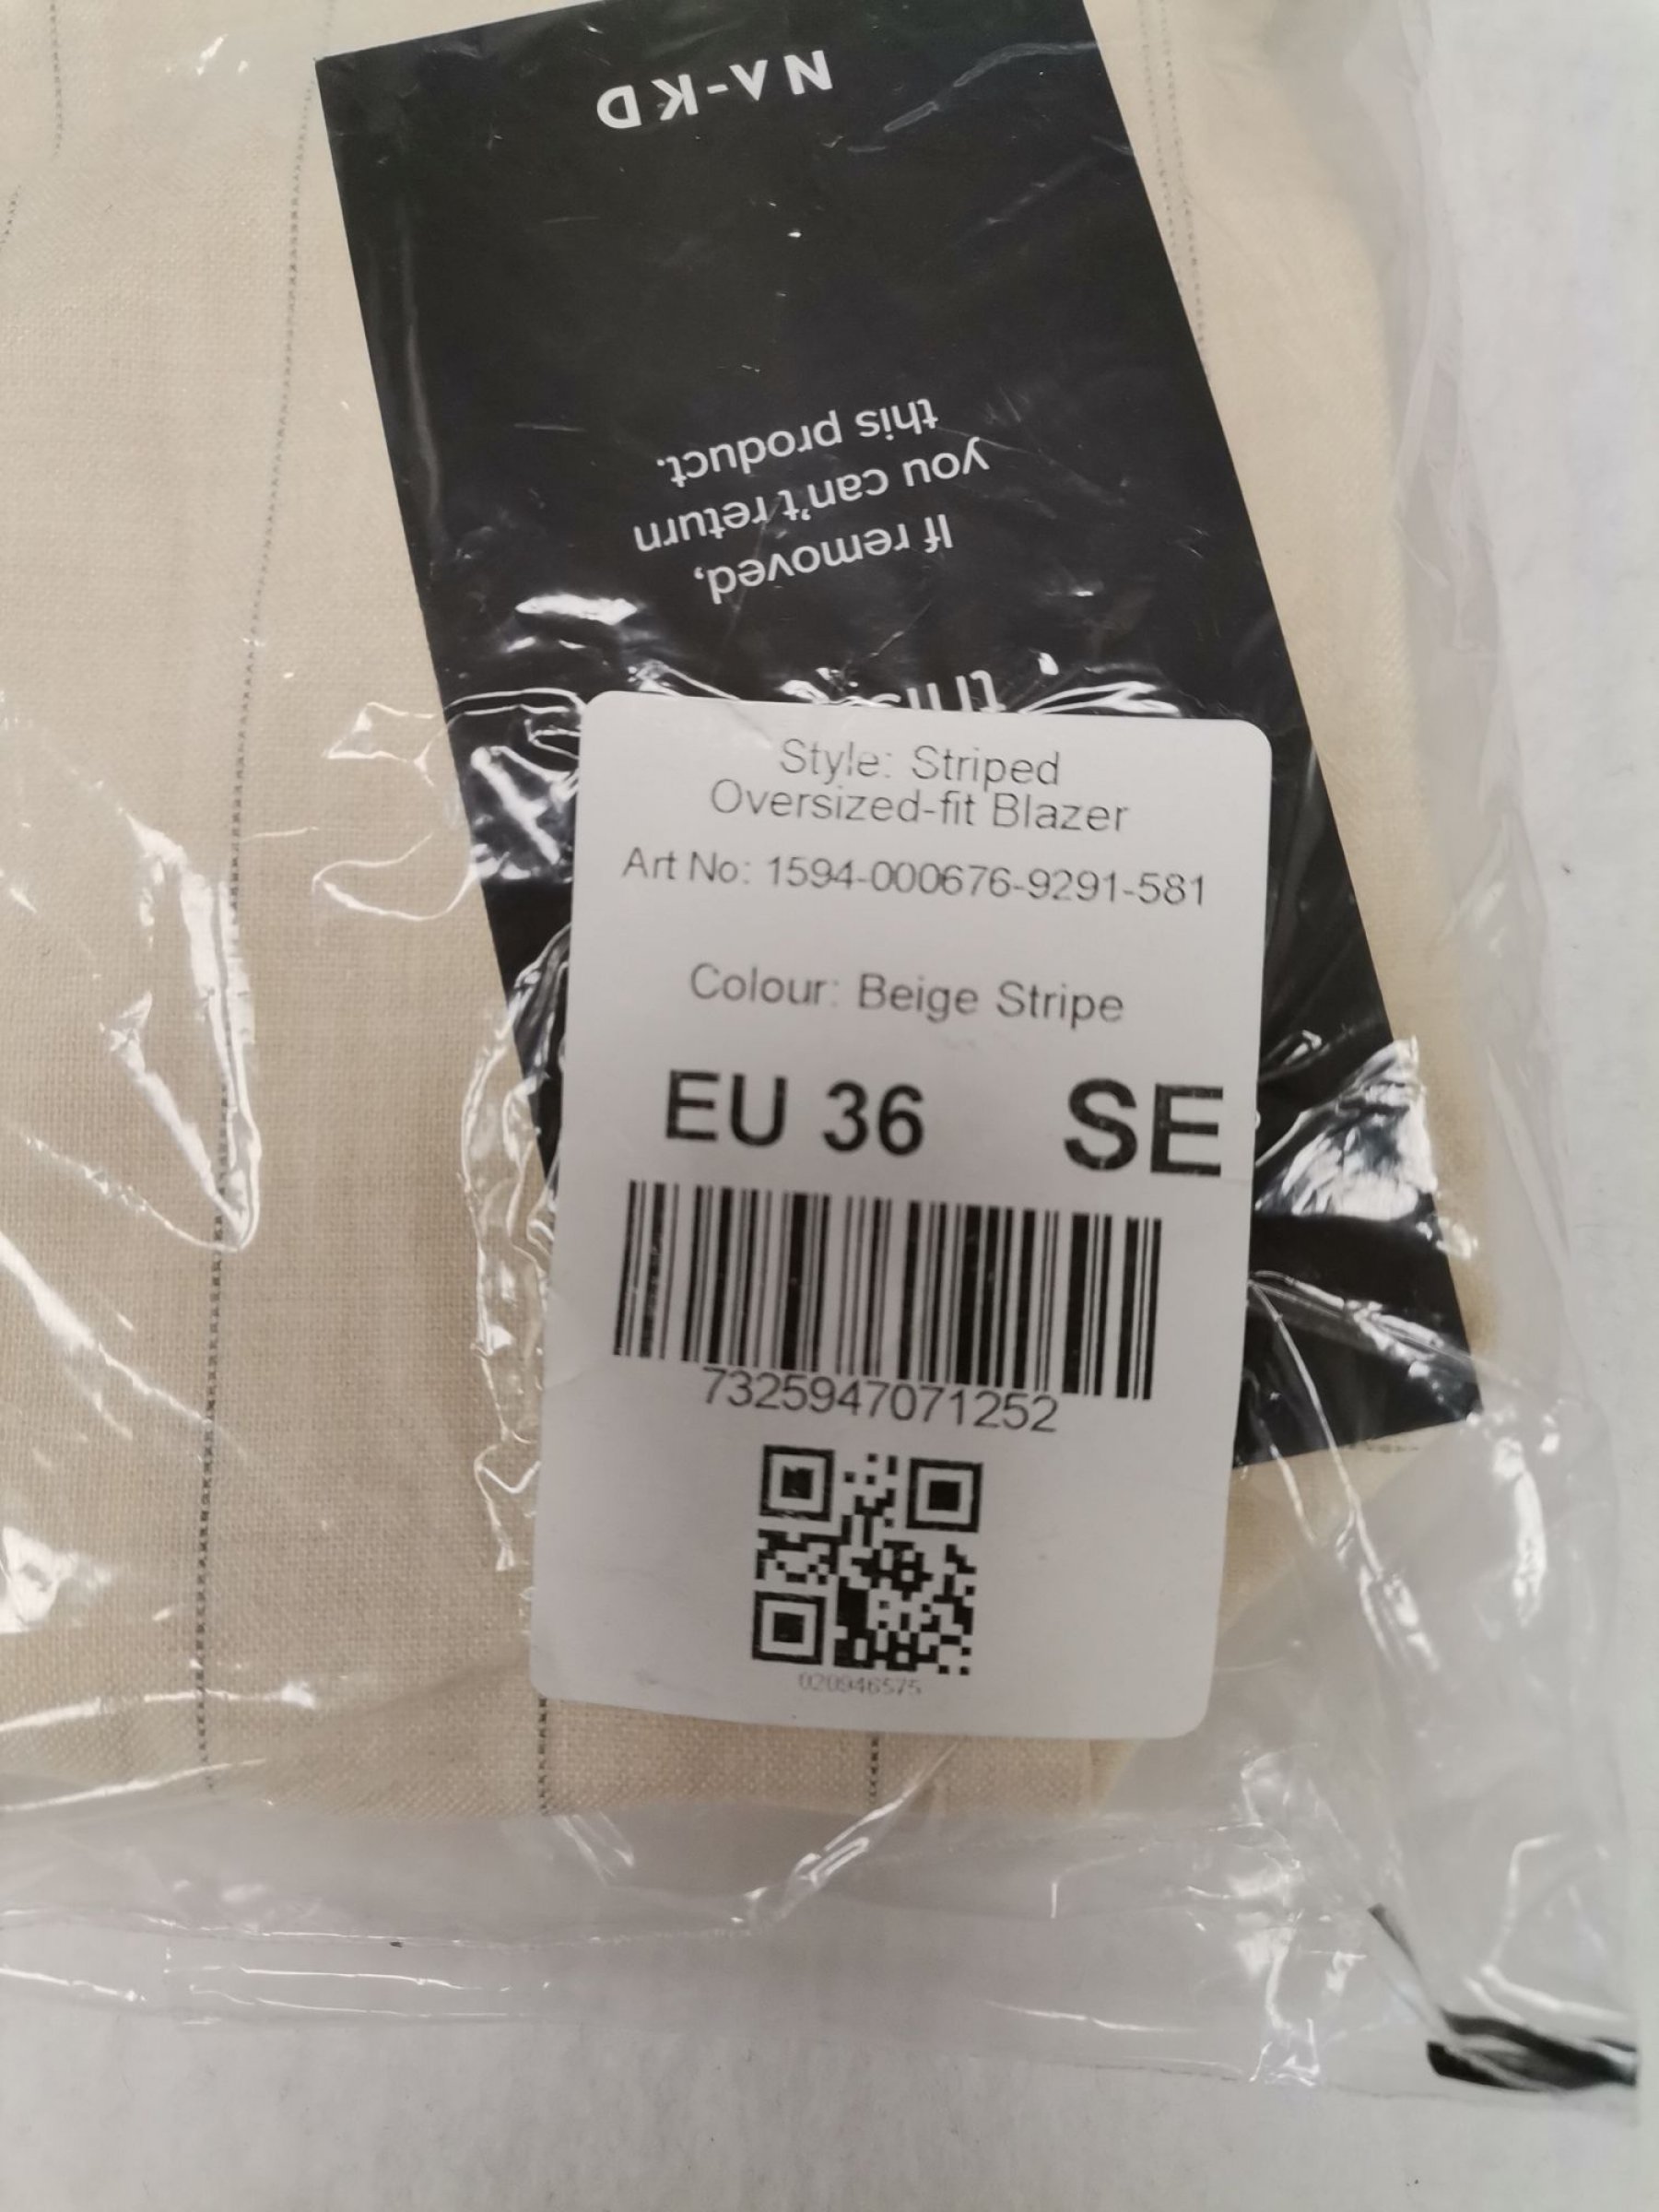 NA-KD
If removed,
you can't return
this product.
Style: Striped
Oversized-fit Blazer
Art No: 1594-000676-9291-581
Colour: Beige Stripe
EU 36 SE
7325947071252
020946575